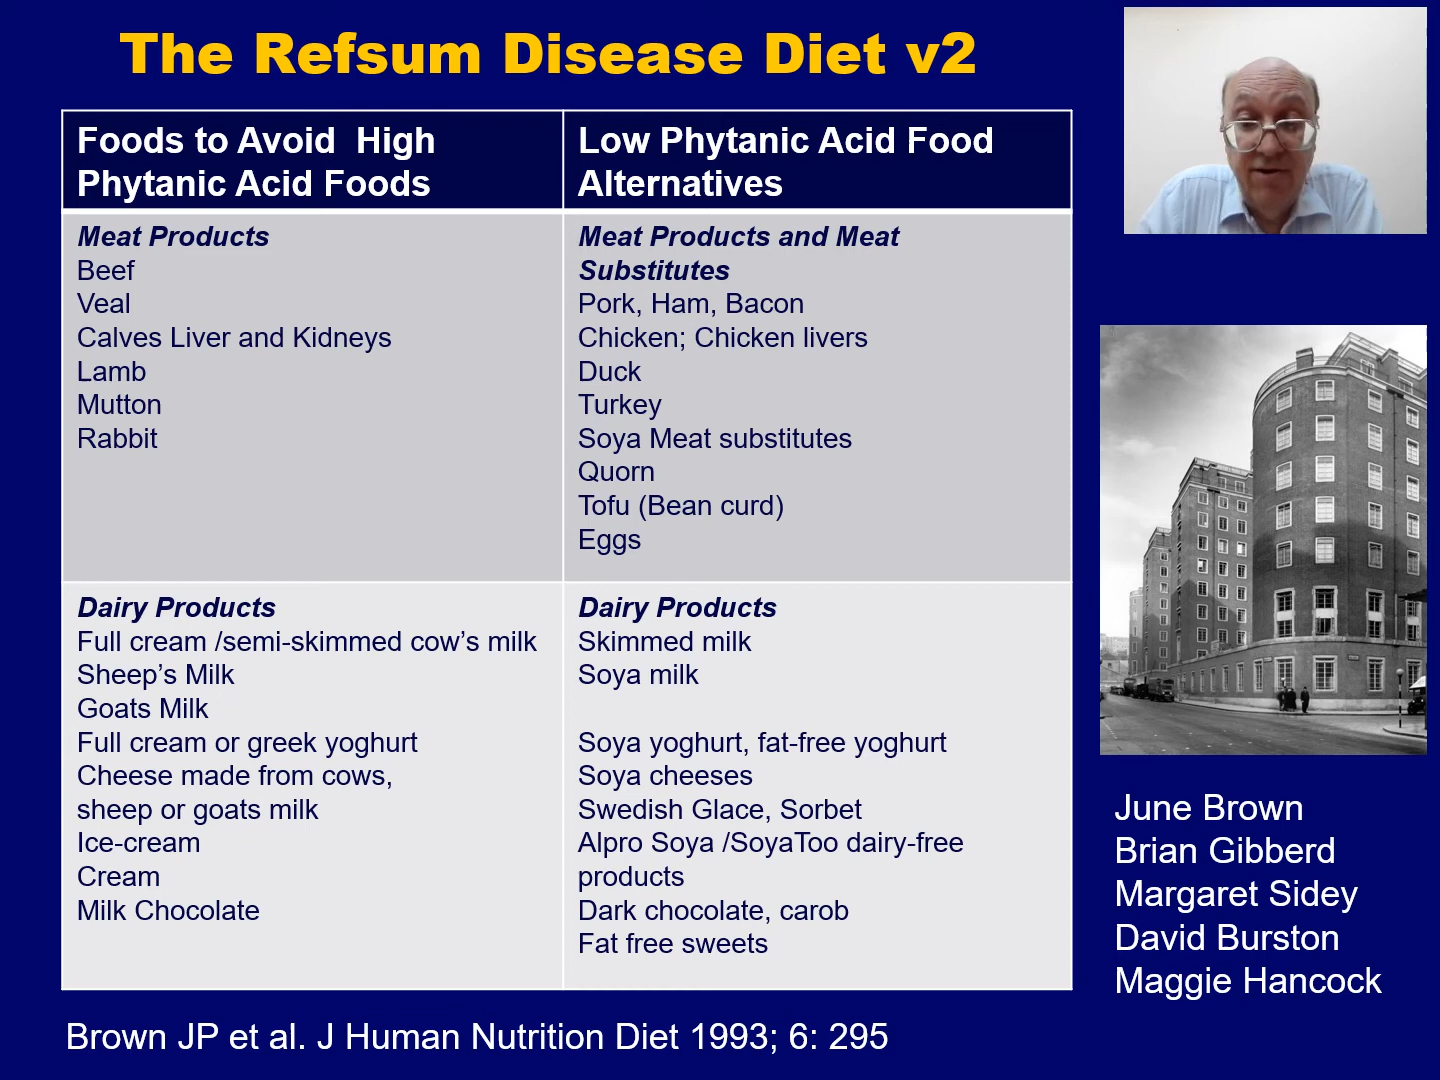 The Refsum Disease Diet v2
Foods to Avoid  High
Phytanic Acid Foods
Low Phytanic Acid Food
Alternatives
Meat Products
Beef
Veal
Calves Liver and Kidneys
Lamb
Mutton
Rabbit
Meat Products and Meat
Substitutes
Pork, Ham, Bacon
Chicken; Chicken livers
Duck
Turkey
Soya Meat substitutes
Quorn
Tofu (Bean curd)
Eggs
Dairy Products
Full cream /semi-skimmed cow’s milk
Sheep’s Milk
Goats Milk
Full cream or greek yoghurt
Cheese made from cows,
sheep or goats milk
Ice-cream
Cream
Milk Chocolate
Dairy Products
Skimmed milk
Soya milk
Soya yoghurt, fat-free yoghurt
Soya cheeses
Swedish Glace, Sorbet
Alpro Soya /SoyaToo dairy-free
products
Dark chocolate, carob
Fat free sweets
June Brown
Brian Gibberd
Margaret Sidey
David Burston
Maggie Hancock
Brown JP et al. J Human Nutrition Diet 1993; 6: 295